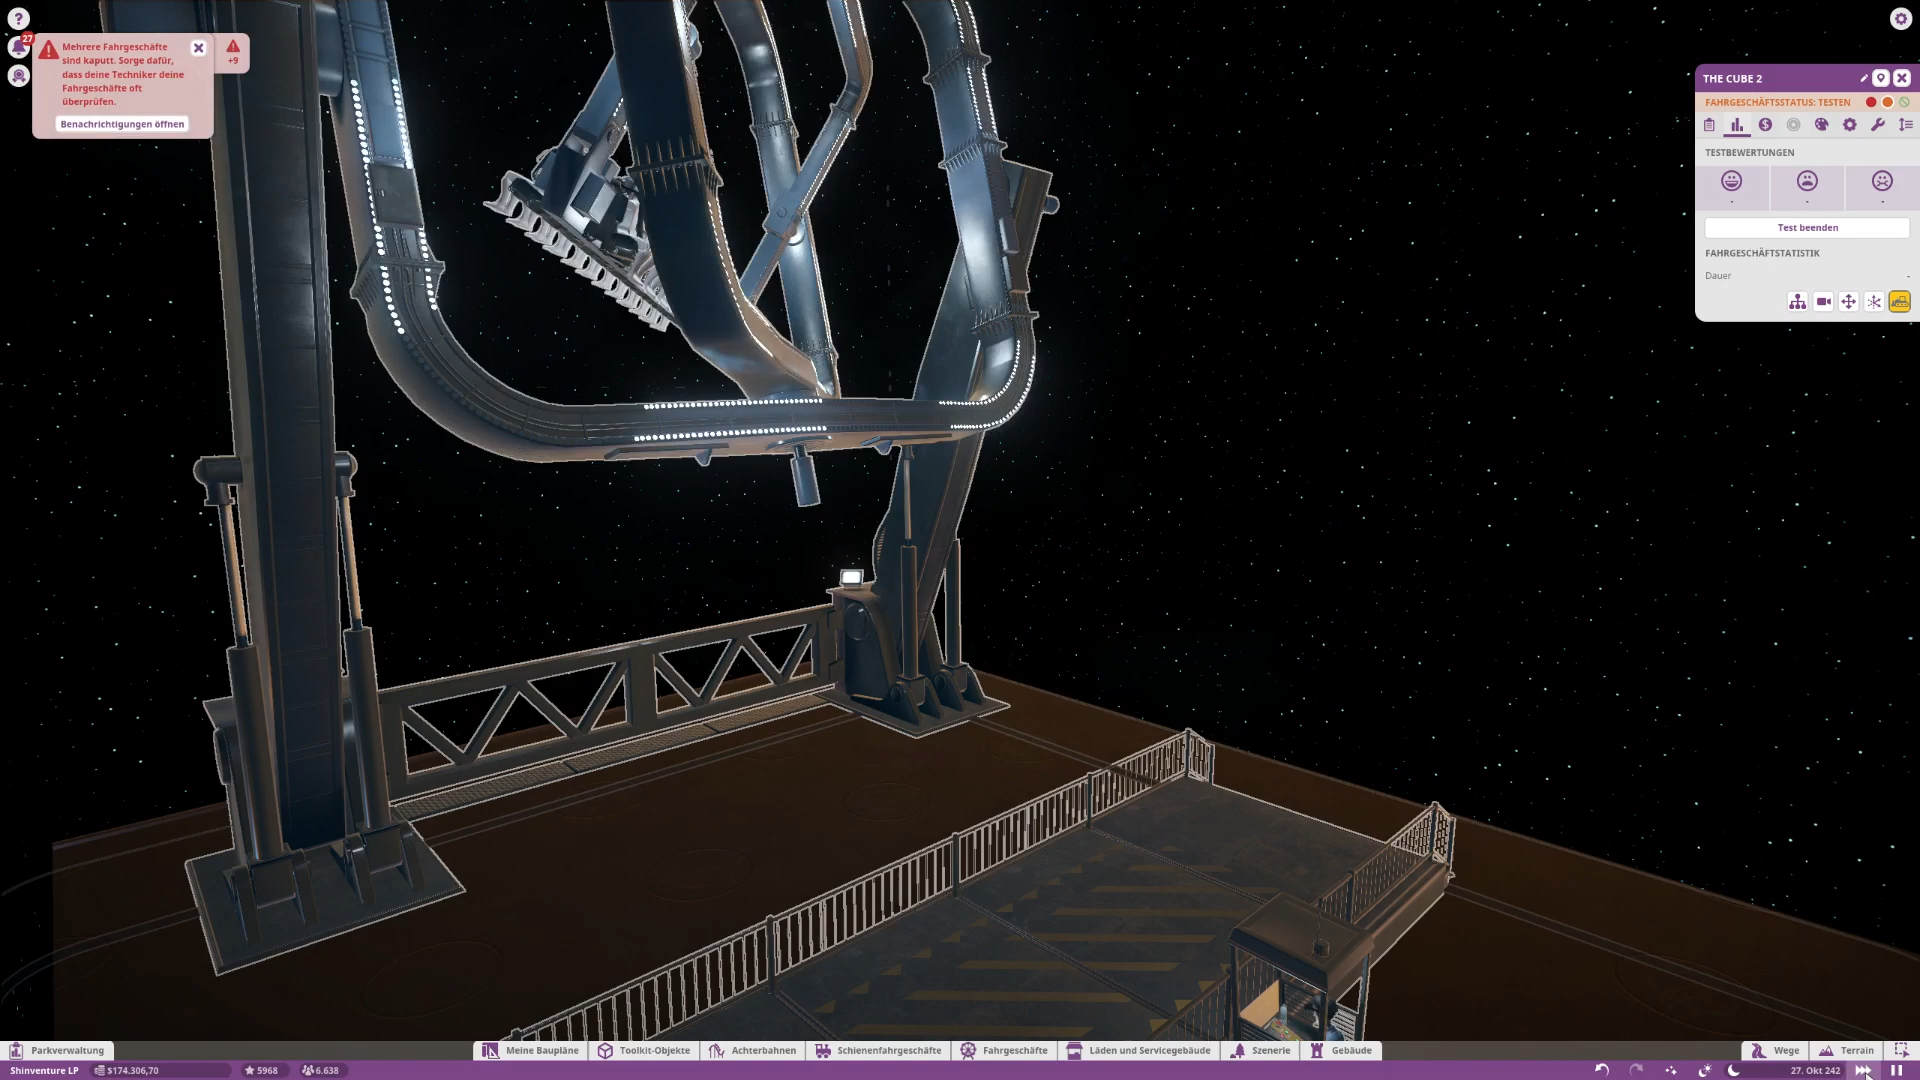 ?
27
Mehrere Fahrgeschäfte
sind kaputt. Sorge dafür,
dass deine Techniker deine
Fahrgeschäfte oft
überprüfen.
Benachrichtigungen öffnen
+9
THE CUBE 2
FAHRGESCHÄFTSSTATUS: TESTEN
TESTBEWERTUNGEN
- - -
Test beenden
FAHRGESCHÄFTSTATISTIK
Dauer -
Parkverwaltung
Meine Baupläne
Toolkit-Objekte
Achterbahnen
Schienenfahrgeschäfte
Fahrgeschäfte
Läden und Servicegebäude
Szenerie
Gebäude
Wege
Terrain
Shinventure LP
$174.306,70
5968
6.638
27. Okt 242